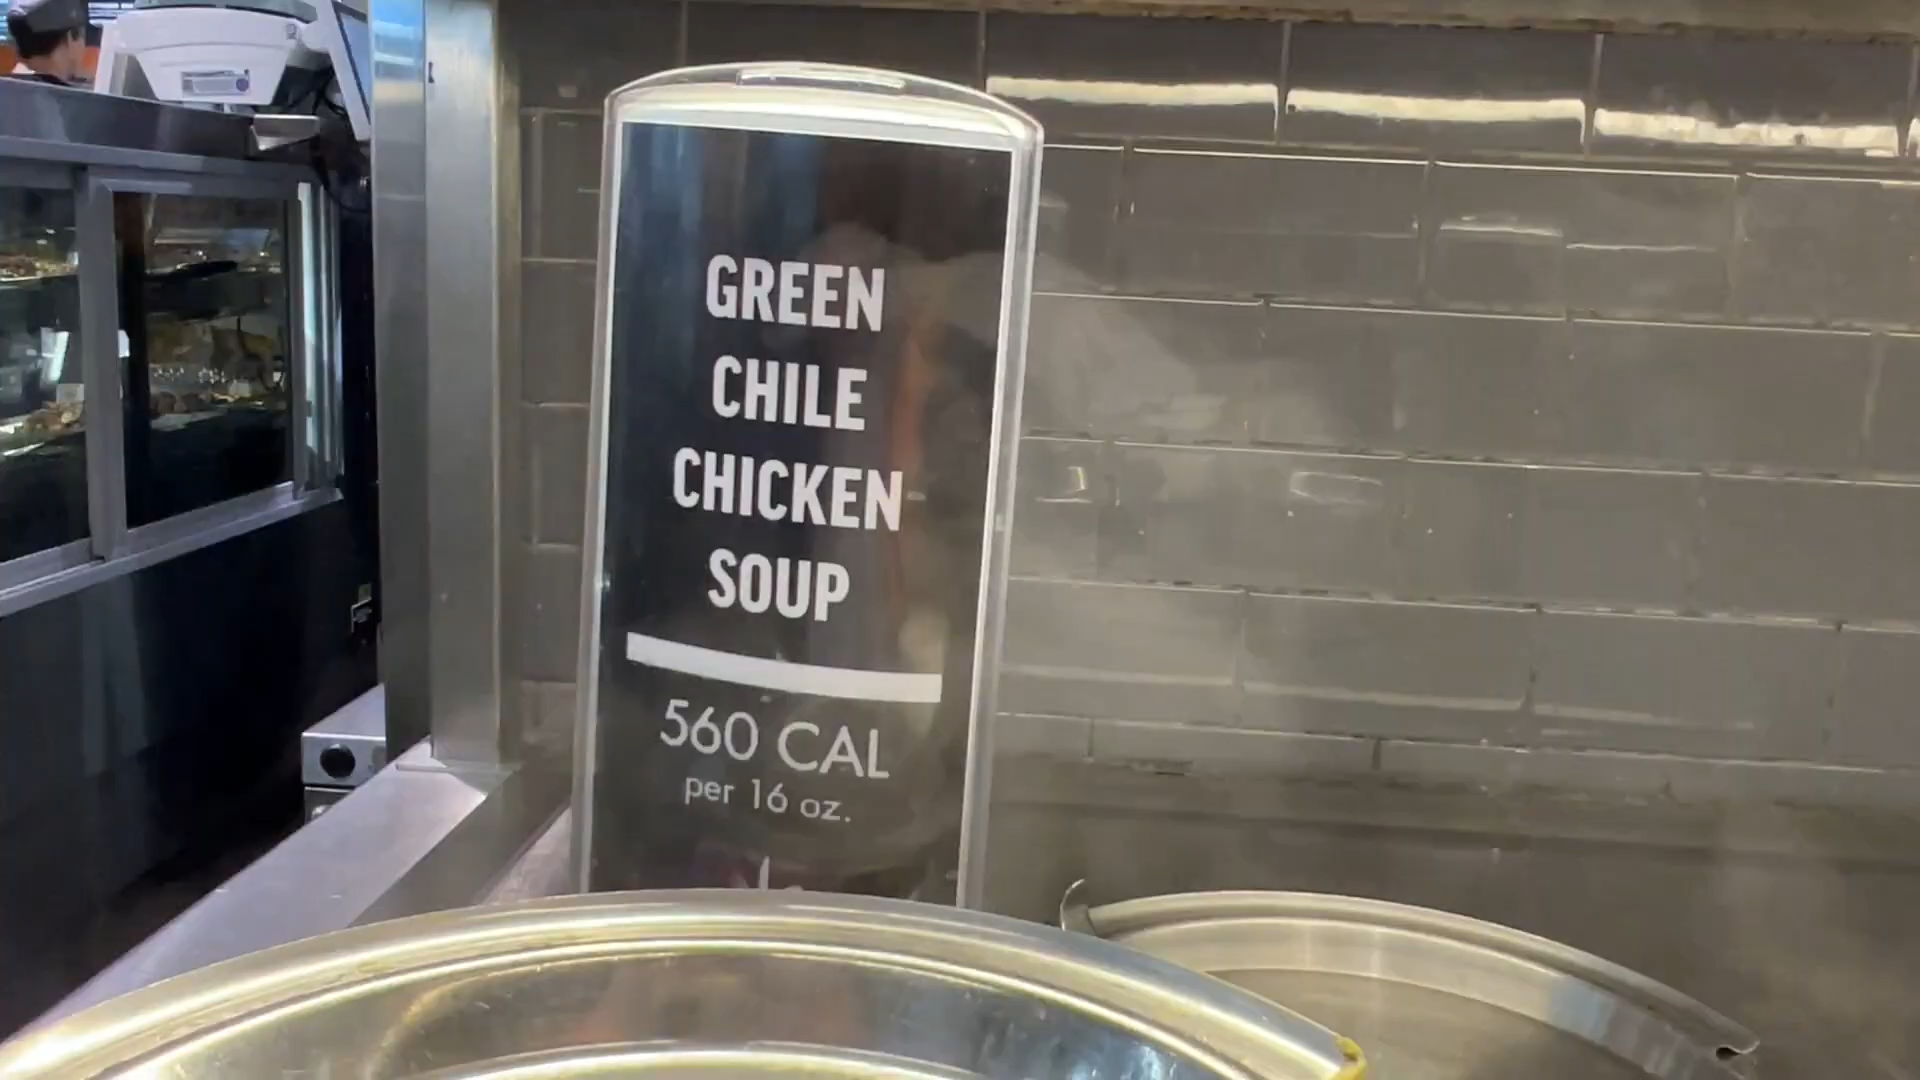 GREEN
CHILE
CHICKEN
SOUP
560 CAL
per 16 oz.